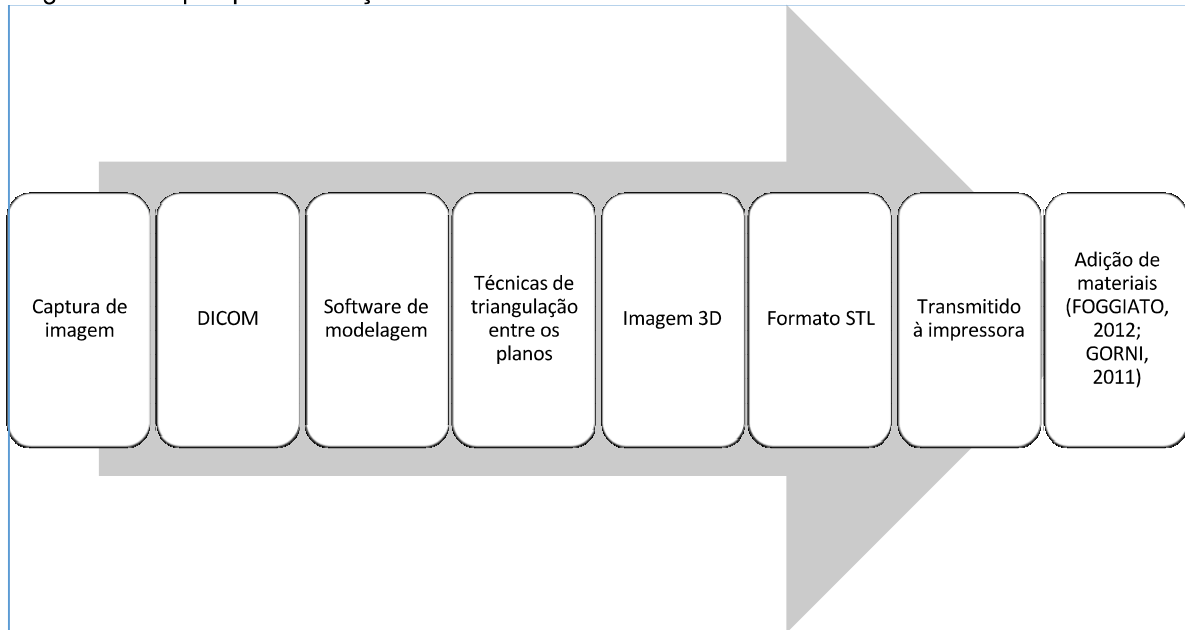 Captura de
imagem
DICOM
Software de
modelagem
Técnicas de
triangulação
entre os
planos
Imagem 3D
Formato STL
Transmitido
à impressora
Adição de
materiais
(FOGGIATO,
2012;
GORNI,
2011)